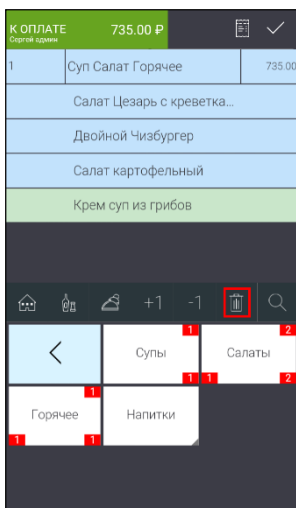 К ОПЛАТЕ 735.00 ₽
Сергей админ
1 Суп Салат Горячее 735.00
Салат Цезарь с креветка...
Двойной Чизбургер
Салат картофельный
Крем суп из грибов
+1 -1
1 2
Супы Салаты
1 1 2
1
Горячее Напитки
1 1